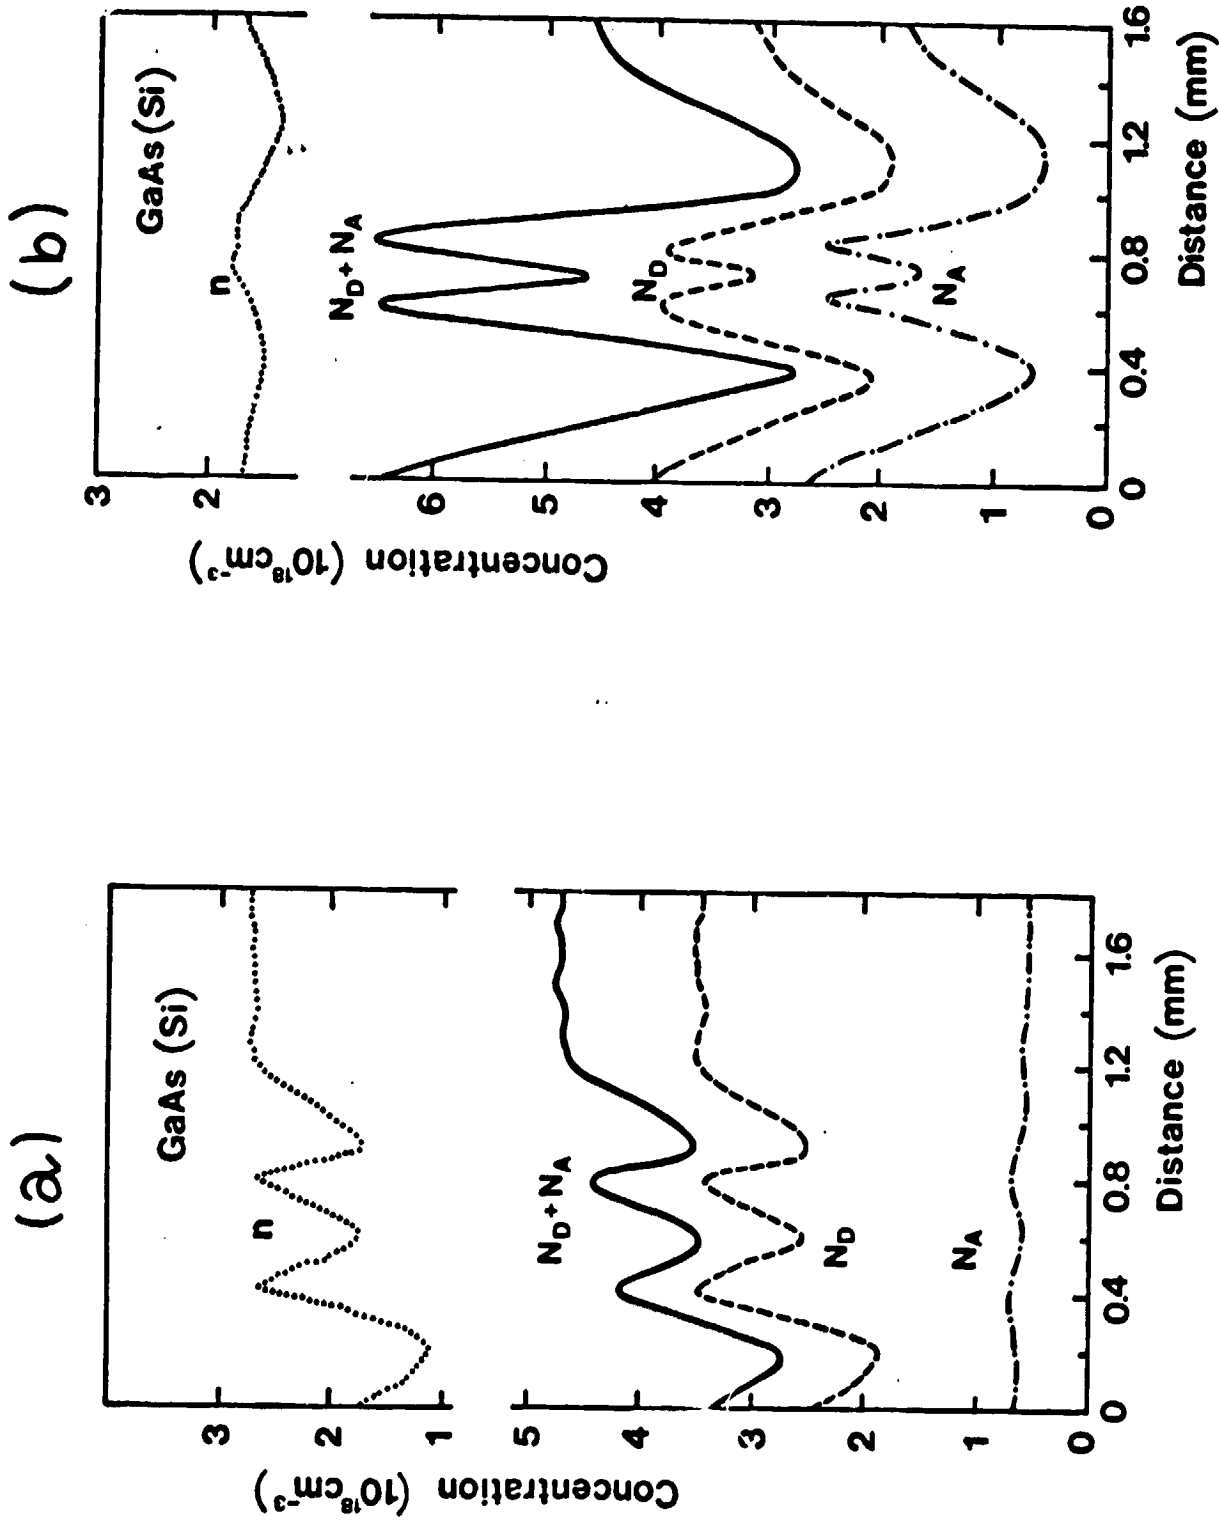 (a)
GaAs (Si)
n
N_D + N_A
N_D
N_A
3
2
1
5
4
3
2
1
0
Concentration (10¹⁸cm⁻³)
0
0.4
0.8
1.2
1.6
Distance (mm)
(b)
GaAs (Si)
n
N_D + N_A
N_D
N_A
3
2
6
5
4
3
2
1
0
Concentration (10¹⁸cm⁻³)
0
0.4
0.8
1.2
1.6
Distance (mm)